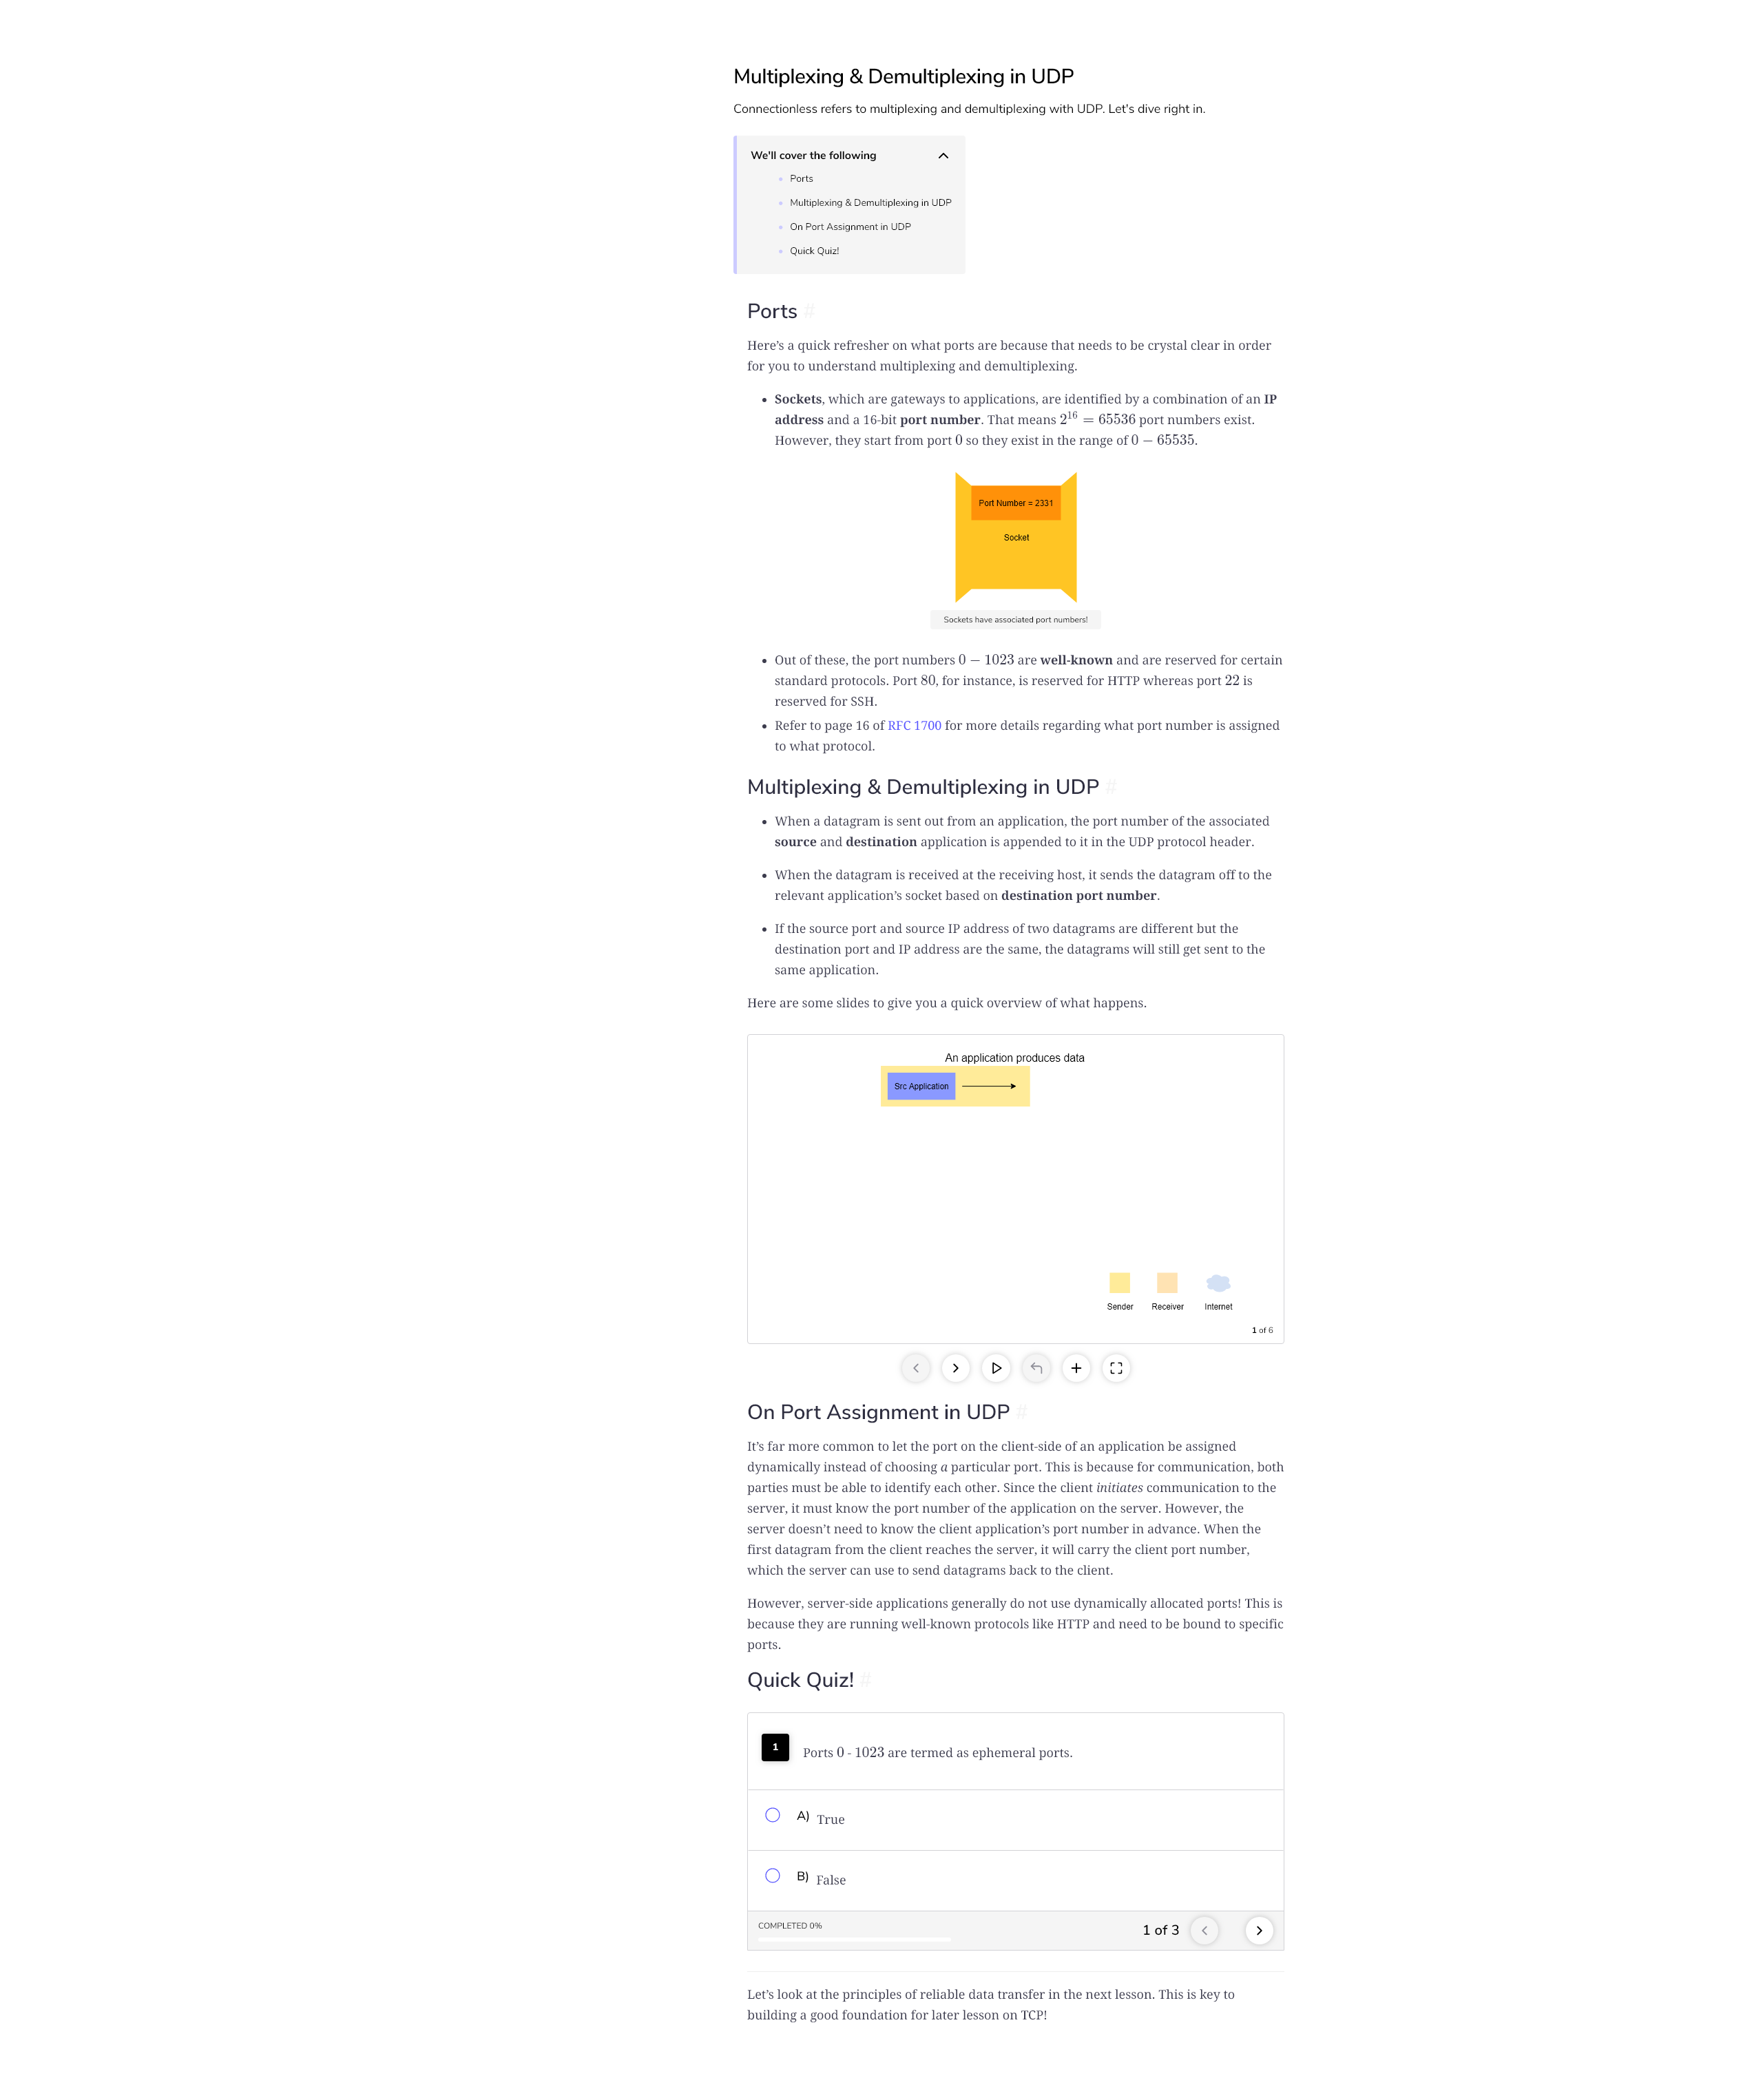 Multiplexing & Demultiplexing in UDP
Connectionless refers to multiplexing and demultiplexing with UDP. Let's dive right in.
We'll cover the following
Ports
Multiplexing & Demultiplexing in UDP
On Port Assignment in UDP
Quick Quiz!
Ports #
Here’s a quick refresher on what ports are because that needs to be crystal clear in order
for you to understand multiplexing and demultiplexing.
• Sockets, which are gateways to applications, are identified by a combination of an IP
address and a 16-bit port number. That means 2^16 = 65536 port numbers exist.
However, they start from port 0 so they exist in the range of 0 − 65535.
Port Number = 2331
Socket
Sockets have associated port numbers!
• Out of these, the port numbers 0 − 1023 are well-known and are reserved for certain
standard protocols. Port 80, for instance, is reserved for HTTP whereas port 22 is
reserved for SSH.
• Refer to page 16 of RFC 1700 for more details regarding what port number is assigned
to what protocol.
Multiplexing & Demultiplexing in UDP #
• When a datagram is sent out from an application, the port number of the associated
source and destination application is appended to it in the UDP protocol header.
• When the datagram is received at the receiving host, it sends the datagram off to the
relevant application’s socket based on destination port number.
• If the source port and source IP address of two datagrams are different but the
destination port and IP address are the same, the datagrams will still get sent to the
same application.
Here are some slides to give you a quick overview of what happens.
An application produces data
Src Application
Sender Receiver Internet
1 of 6
On Port Assignment in UDP #
It’s far more common to let the port on the client-side of an application be assigned
dynamically instead of choosing a particular port. This is because for communication, both
parties must be able to identify each other. Since the client initiates communication to the
server, it must know the port number of the application on the server. However, the
server doesn’t need to know the client application’s port number in advance. When the
first datagram from the client reaches the server, it will carry the client port number,
which the server can use to send datagrams back to the client.
However, server-side applications generally do not use dynamically allocated ports! This is
because they are running well-known protocols like HTTP and need to be bound to specific
ports.
Quick Quiz! #
1 Ports 0 - 1023 are termed as ephemeral ports.
A) True
B) False
COMPLETED 0%
1 of 3
Let’s look at the principles of reliable data transfer in the next lesson. This is key to
building a good foundation for later lesson on TCP!